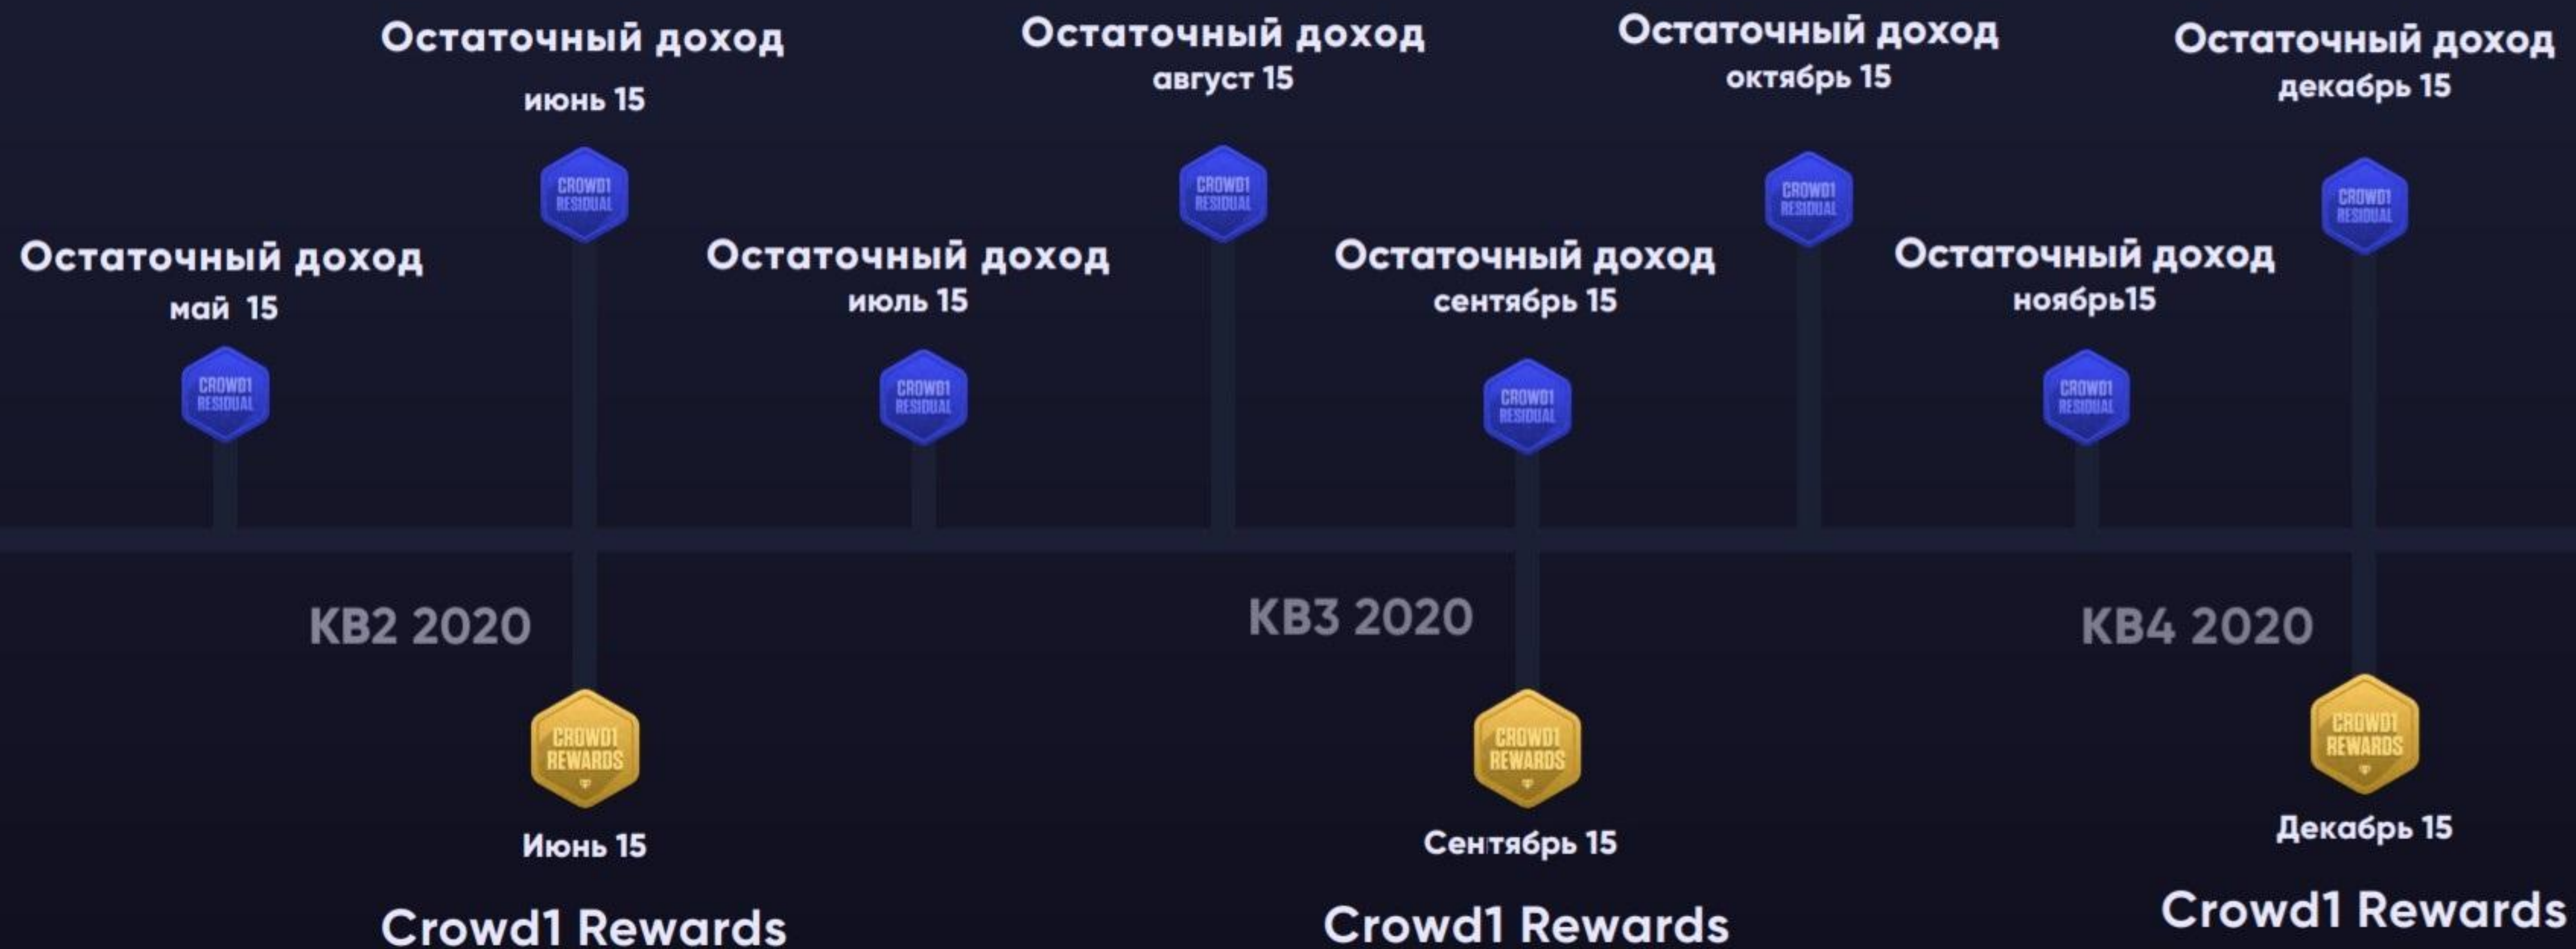 Остаточный доход
июнь 15
Остаточный доход
август 15
Остаточный доход
октябрь 15
Остаточный доход
декабрь 15
CROWD1
RESIDUAL
CROWD1
RESIDUAL
CROWD1
RESIDUAL
CROWD1
RESIDUAL
Остаточный доход
май 15
Остаточный доход
июль 15
Остаточный доход
сентябрь 15
Остаточный доход
ноябрь15
CROWD1
RESIDUAL
CROWD1
RESIDUAL
CROWD1
RESIDUAL
CROWD1
RESIDUAL
КВ2 2020
КВ3 2020
КВ4 2020
CROWD1
REWARDS
CROWD1
REWARDS
CROWD1
REWARDS
Июнь 15
Сентябрь 15
Декабрь 15
Crowd1 Rewards
Crowd1 Rewards
Crowd1 Rewards